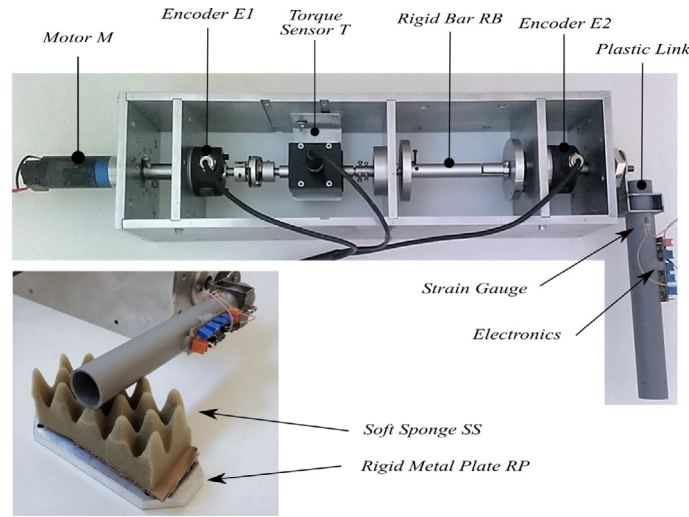 Encoder E1
Torque
Sensor T
Rigid Bar RB
Encoder E2
Motor M
Plastic Link
Strain Gauge
Electronics
Soft Sponge SS
Rigid Metal Plate RP